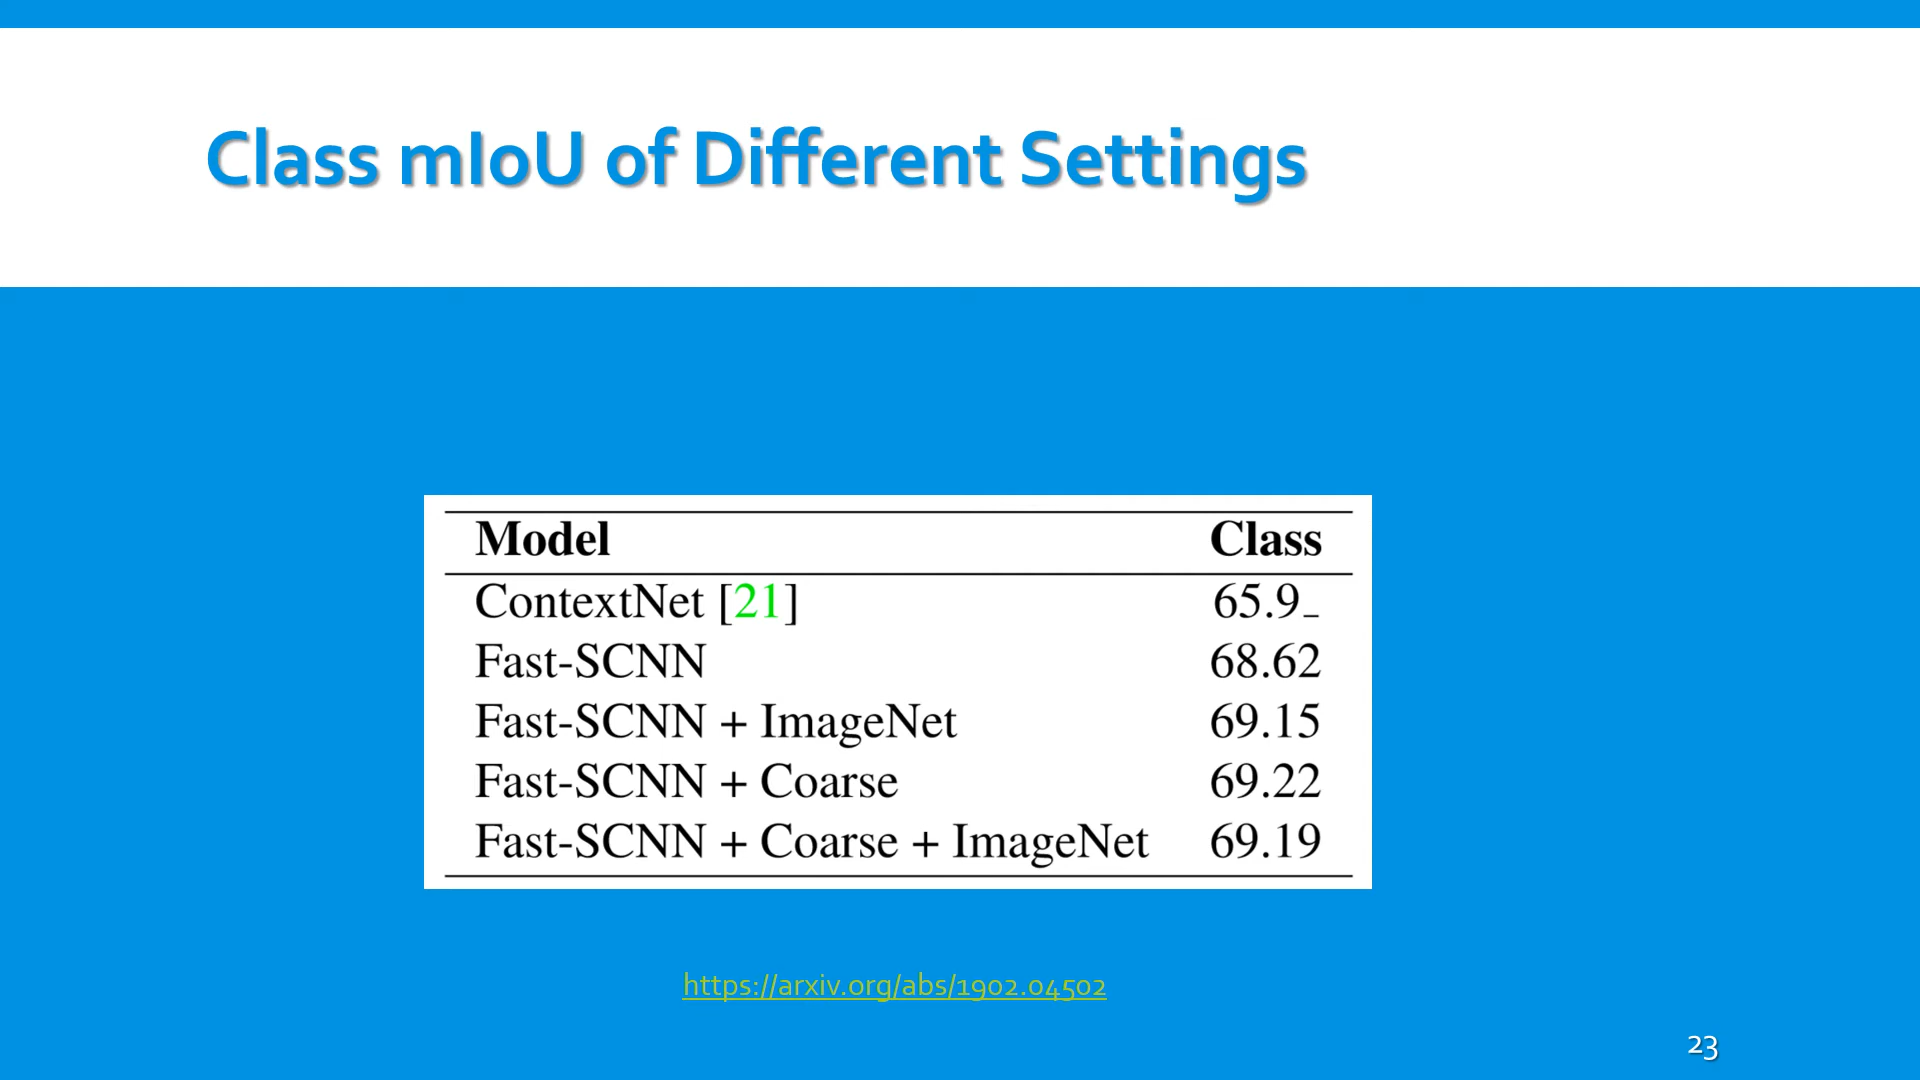 Class mIoU of Different Settings
Model Class
ContextNet [21] 65.9_
Fast-SCNN 68.62
Fast-SCNN + ImageNet 69.15
Fast-SCNN + Coarse 69.22
Fast-SCNN + Coarse + ImageNet 69.19
https://arxiv.org/abs/1902.04502
23